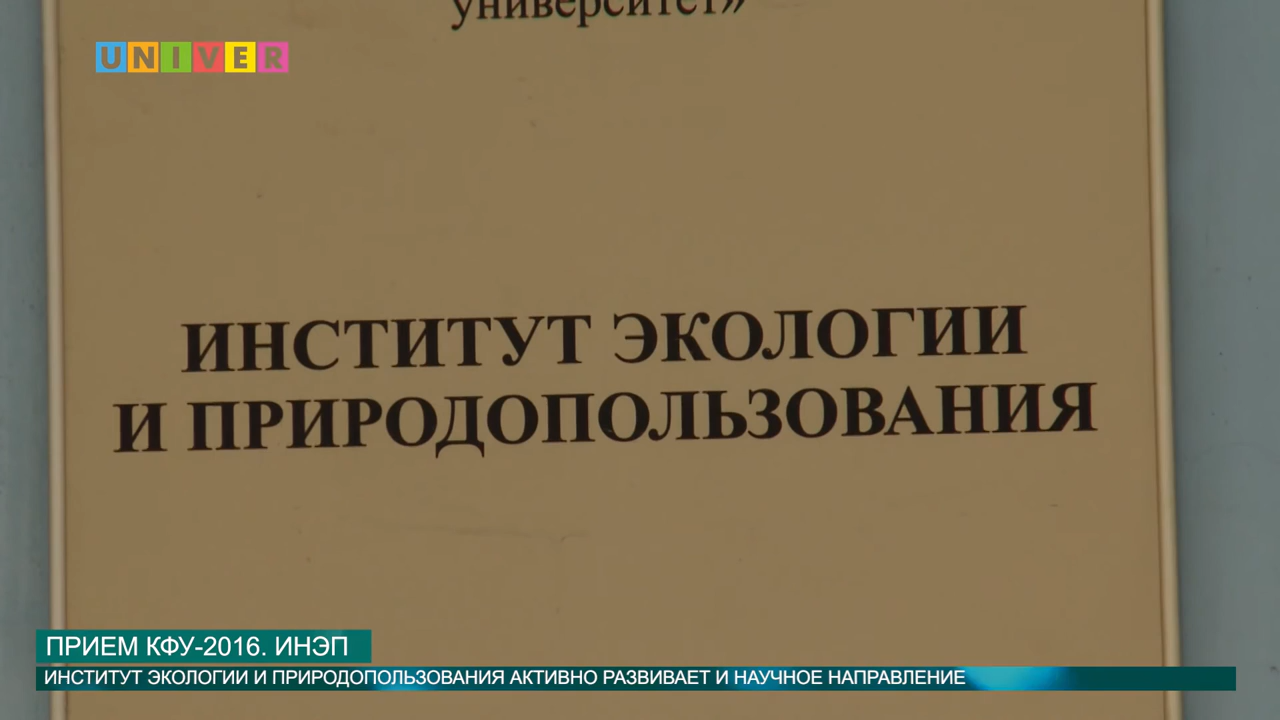 университет»
UNIVER
ИНСТИТУТ ЭКОЛОГИИ
И ПРИРОДОПОЛЬЗОВАНИЯ
ПРИЕМ КФУ-2016. ИНЭП
ИНСТИТУТ ЭКОЛОГИИ И ПРИРОДОПОЛЬЗОВАНИЯ АКТИВНО РАЗВИВАЕТ И НАУЧНОЕ НАПРАВЛЕНИЕ